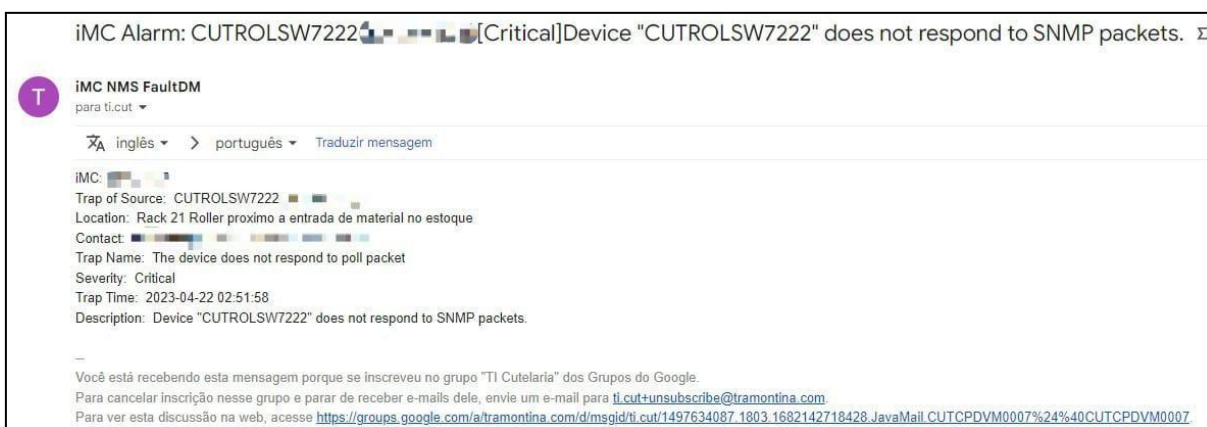 iMC Alarm: CUTROLSW7222 [Critical]Device "CUTROLSW7222" does not respond to SNMP packets.
T
iMC NMS FaultDM
para ti.cut
inglês > português Traduzir mensagem
iMC:
Trap of Source: CUTROLSW7222
Location: Rack 21 Roller proximo a entrada de material no estoque
Contact:
Trap Name: The device does not respond to poll packet
Severity: Critical
Trap Time: 2023-04-22 02:51:58
Description: Device "CUTROLSW7222" does not respond to SNMP packets.
--
Você está recebendo esta mensagem porque se inscreveu no grupo "TI Cutelaria" dos Grupos do Google.
Para cancelar inscrição nesse grupo e parar de receber e-mails dele, envie um e-mail para ti.cut+unsubscribe@tramontina.com.
Para ver esta discussão na web, acesse https://groups.google.com/a/tramontina.com/d/msgid/ti.cut/1497634087.1803.1682142718428.JavaMail.CUTCPDVM0007%24%40CUTCPDVM0007.